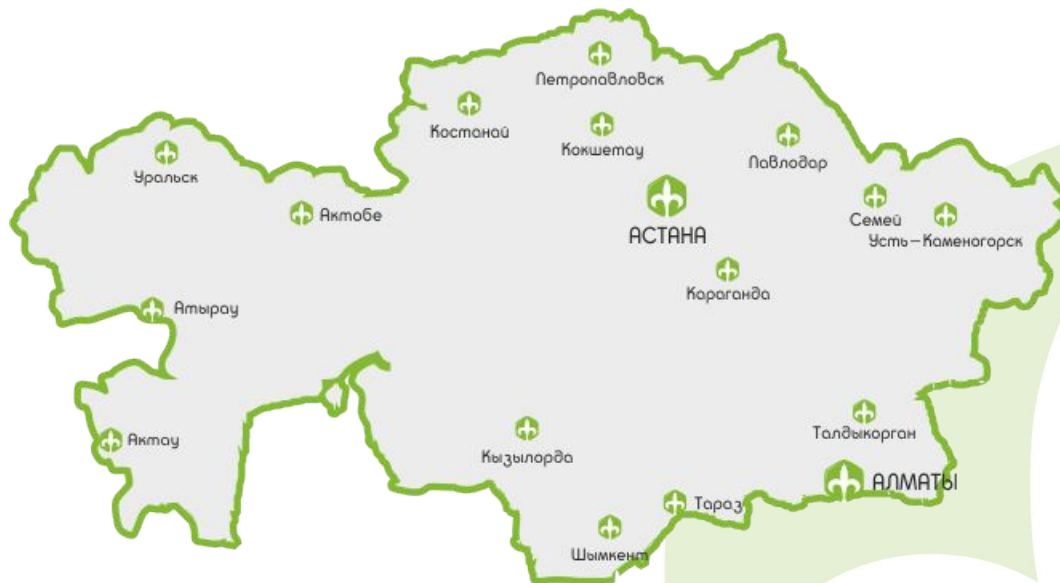 Петропавловск
Костанай
Кокшетау
Павлодар
Уральск
Актобе
Семей
АСТАНА
Усть-Каменогорск
Караганда
Атырау
Талдыкорган
Актау
Кызылорда
АЛМАТЫ
Тараз
Шымкент